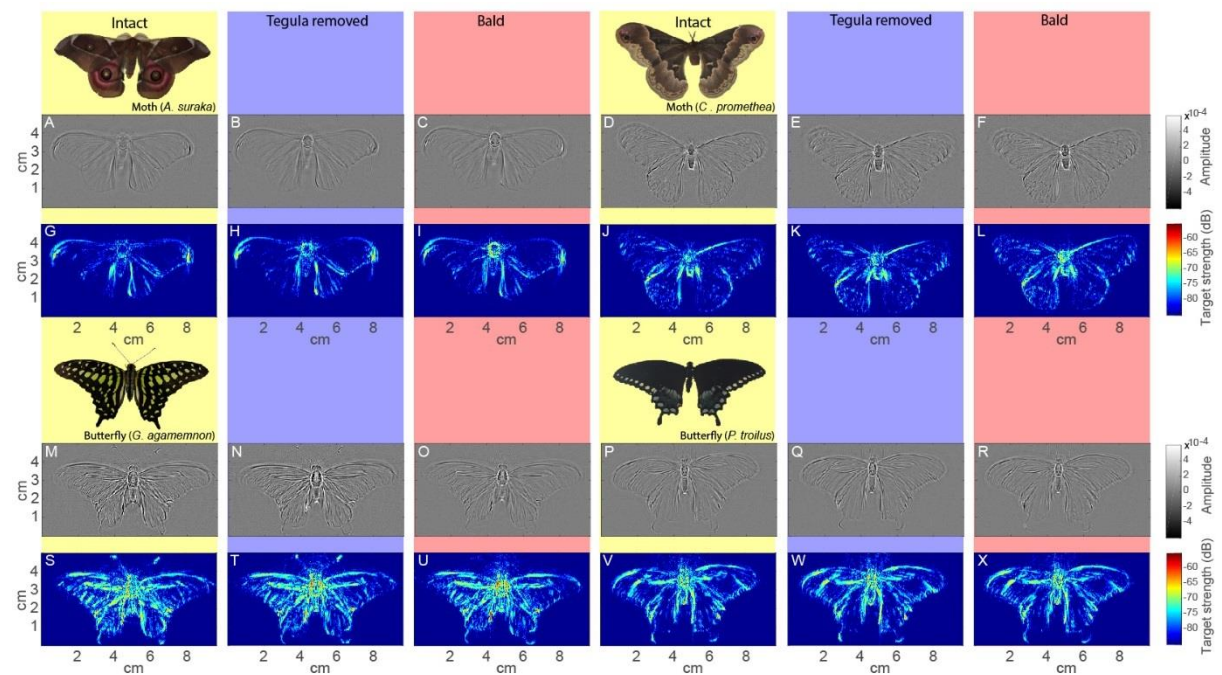 Intact Tegula removed Bald Intact Tegula removed Bald
Moth (A. suraka) Moth (C . promethea)
A B C D E F
4
3
2
1
cm
x10-4
4
2
0
-2
-4
Amplitude
G H I J K L
4
3
2
1
cm
-60
-65
-70
-75
-80
Target strength (dB)
2 4 6 8 2 4 6 8 2 4 6 8 2 4 6 8 2 4 6 8 2 4 6 8
cm cm cm cm cm cm
Butterfly (G. agamemnon) Butterfly (P. troilus)
M N O P Q R
4
3
2
1
cm
x10-4
4
2
0
-2
-4
Amplitude
S T U V W X
4
3
2
1
cm
-60
-65
-70
-75
-80
Target strength (dB)
2 4 6 8 2 4 6 8 2 4 6 8 2 4 6 8 2 4 6 8 2 4 6 8
cm cm cm cm cm cm